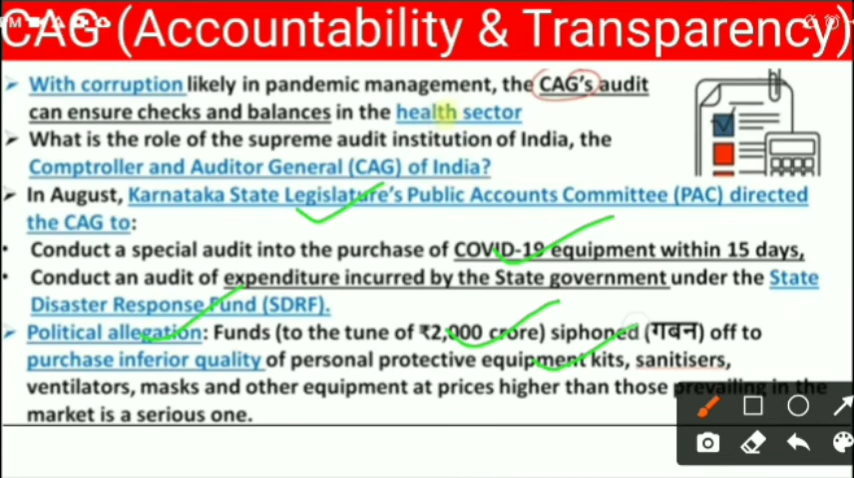 CAG (Accountability & Transparency)
➤ With corruption likely in pandemic management, the CAG's audit
can ensure checks and balances in the health sector
➤ What is the role of the supreme audit institution of India, the
Comptroller and Auditor General (CAG) of India?
➤ In August, Karnataka State Legislature's Public Accounts Committee (PAC) directed
the CAG to:
• Conduct a special audit into the purchase of COVID-19 equipment within 15 days,
• Conduct an audit of expenditure incurred by the State government under the State
Disaster Response Fund (SDRF).
➤ Political allegation: Funds (to the tune of ₹2,000 crore) siphoned (गबन) off to
purchase inferior quality of personal protective equipment kits, sanitisers,
ventilators, masks and other equipment at prices higher than those prevailing in the
market is a serious one.